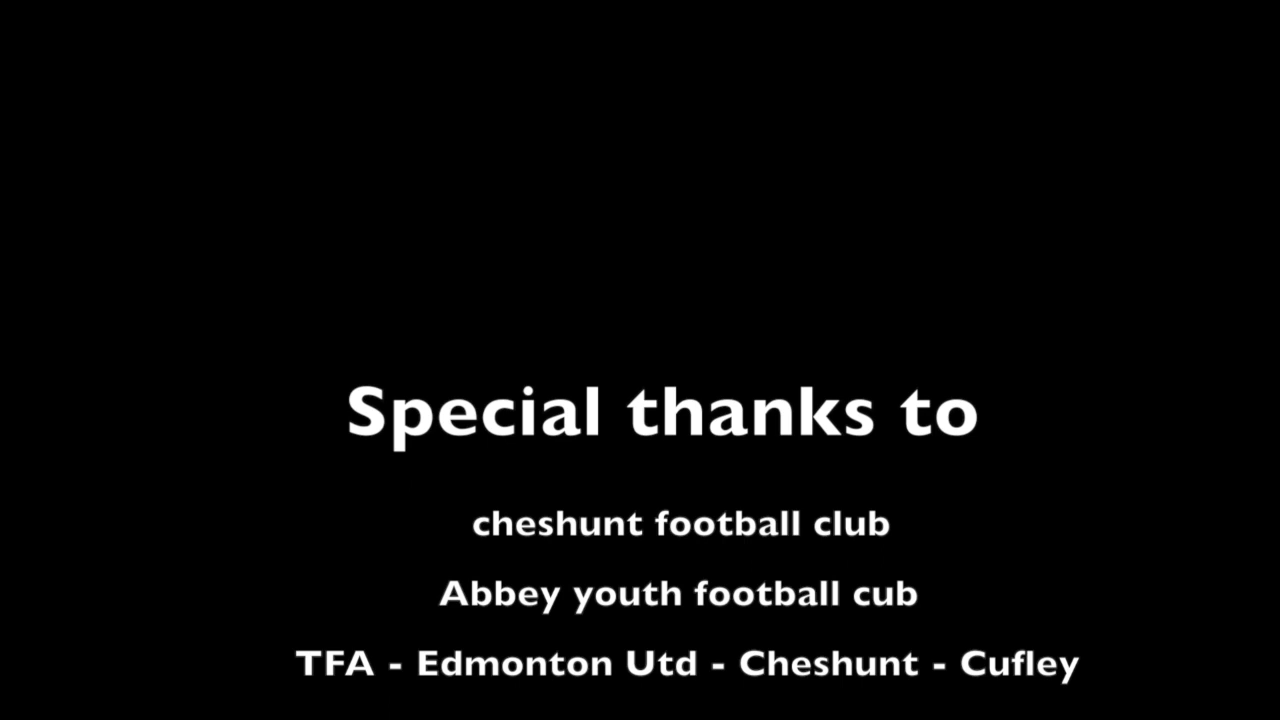 Special thanks to
cheshunt football club
Abbey youth football cub
TFA - Edmonton Utd - Cheshunt - Cufley